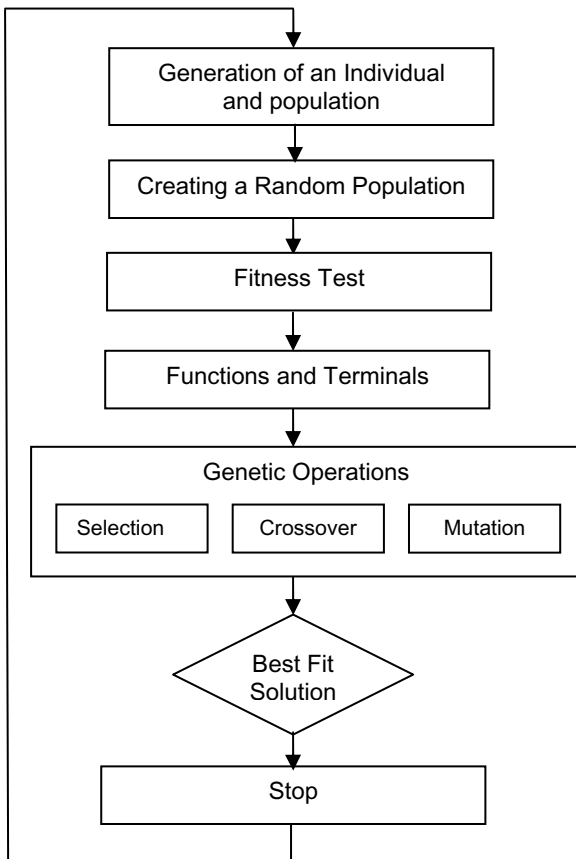 Generation of an Individual
and population
Creating a Random Population
Fitness Test
Functions and Terminals
Genetic Operations
Selection
Crossover
Mutation
Best Fit
Solution
Stop